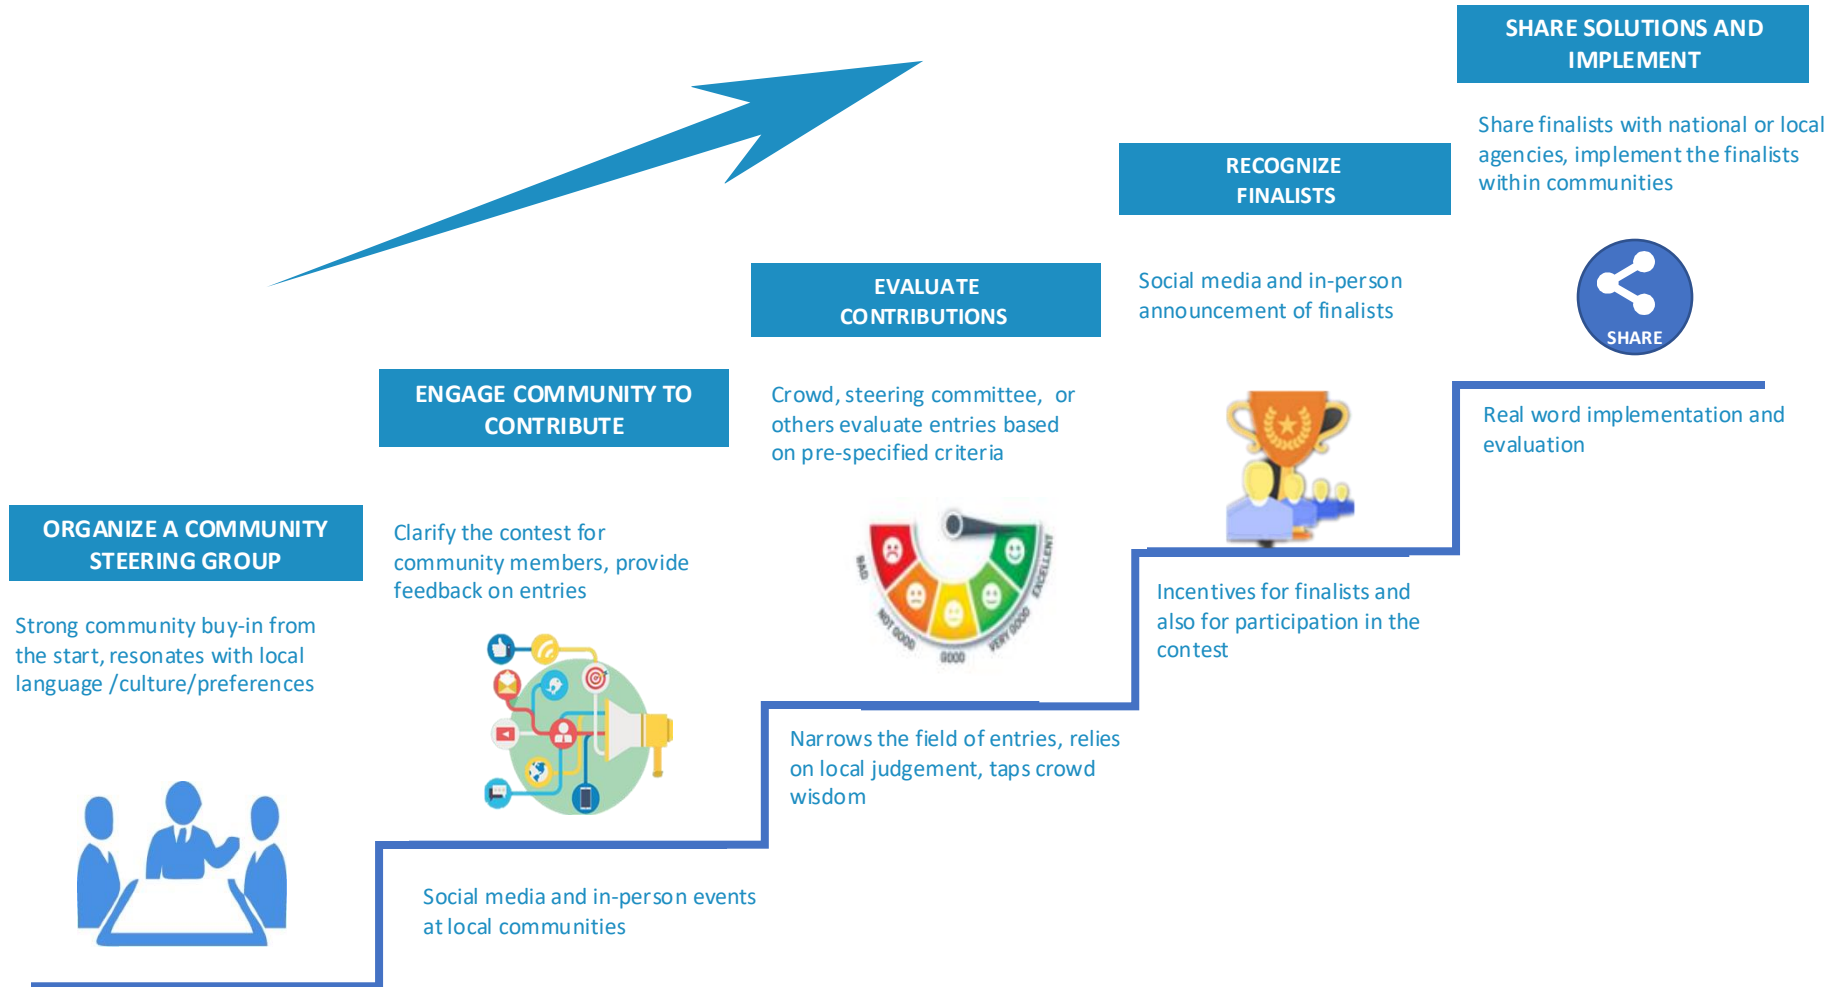 SHARE SOLUTIONS AND
IMPLEMENT
Share finalists with national or local
agencies, implement the finalists
within communities
SHARE
Real word implementation and
evaluation
RECOGNIZE
FINALISTS
Social media and in-person
announcement of finalists
Incentives for finalists and
also for participation in the
contest
EVALUATE
CONTRIBUTIONS
Crowd, steering committee, or
others evaluate entries based
on pre-specified criteria
BAD
NOT GOOD
GOOD
VERY GOOD
EXCELLENT
Narrows the field of entries, relies
on local judgement, taps crowd
wisdom
ENGAGE COMMUNITY TO
CONTRIBUTE
Clarify the contest for
community members, provide
feedback on entries
Social media and in-person events
at local communities
ORGANIZE A COMMUNITY
STEERING GROUP
Strong community buy-in from
the start, resonates with local
language /culture/preferences